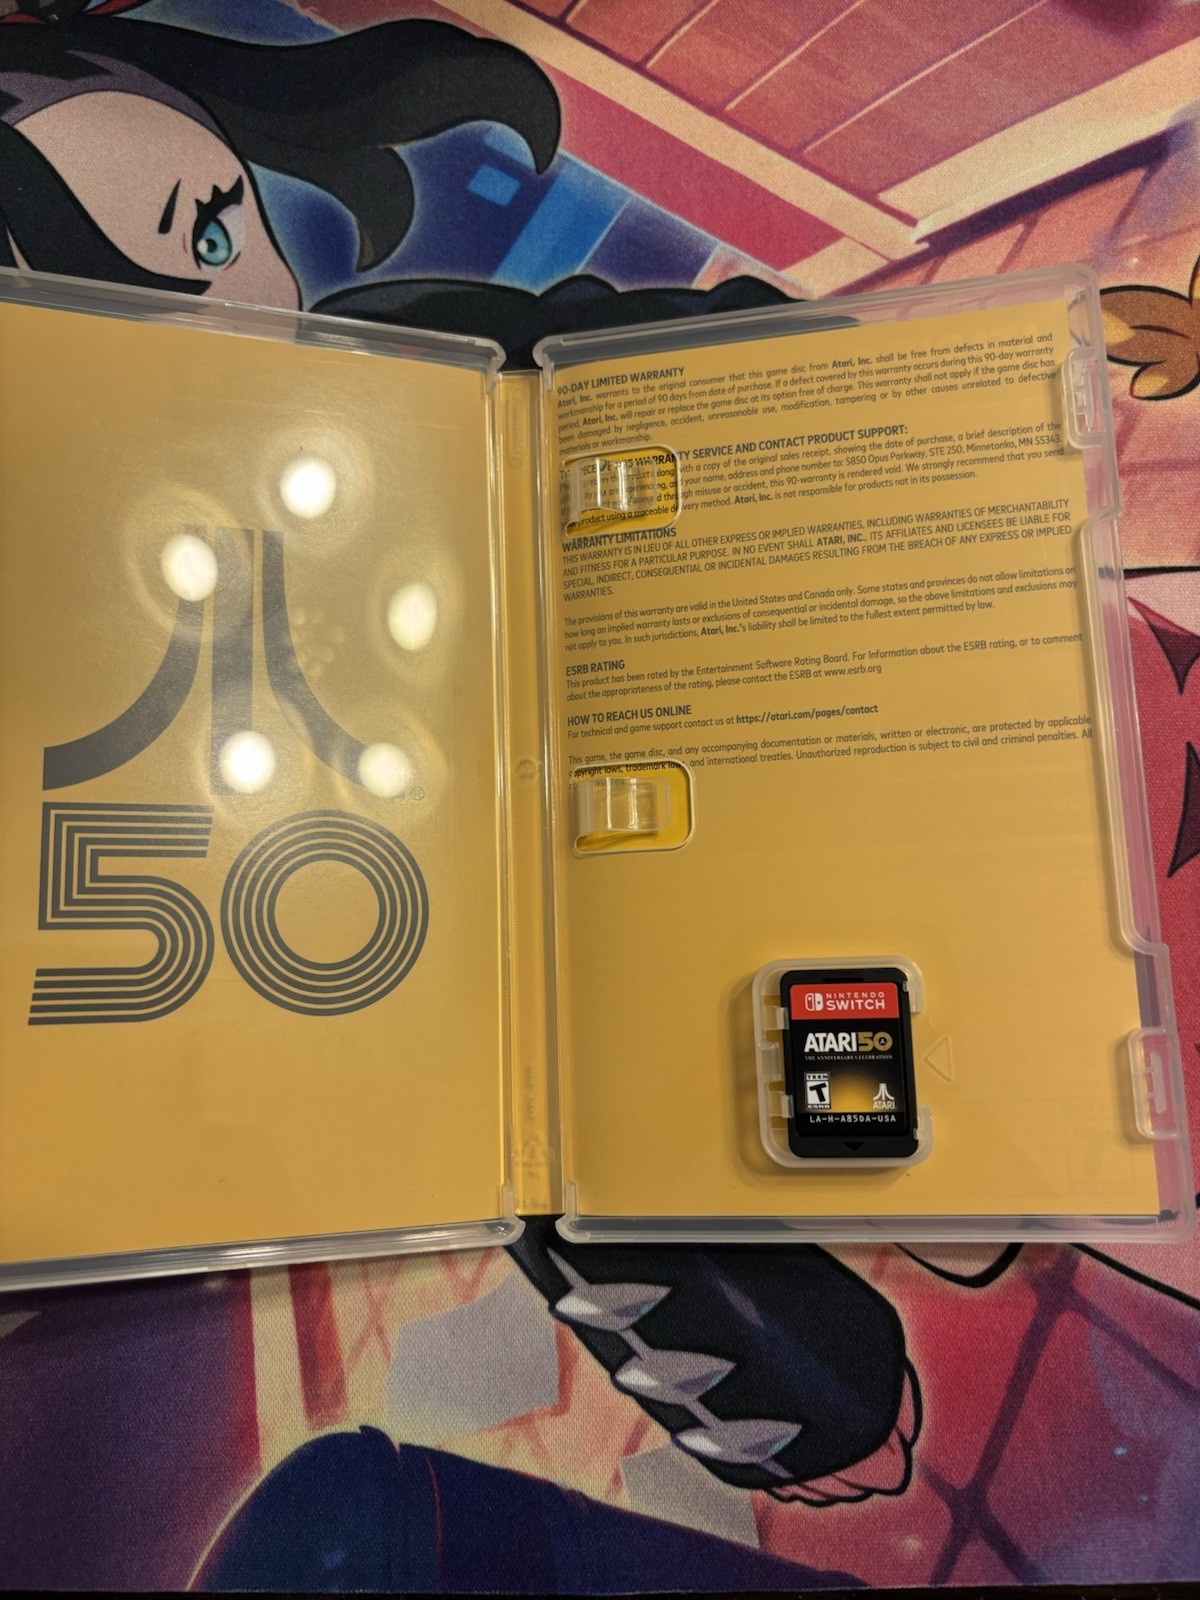 50
®
90-DAY LIMITED WARRANTY
Atari, Inc. warrants to the original consumer that this game disc from Atari, Inc. shall be free from defects in material and
workmanship for a period of 90 days from date of purchase. If a defect covered by this warranty occurs during this 90-day warranty
period, Atari, Inc. will repair or replace the game disc at its option free of charge. This warranty shall not apply if the game disc has
been damaged by negligence, accident, unreasonable use, modification, tampering or by other causes unrelated to defective
materials or workmanship.
WARRANTY SERVICE AND CONTACT PRODUCT SUPPORT:
with a copy of the original sales receipt, showing the date of purchase, a brief description of the
your name, address and phone number to: 5850 Opus Parkway, STE 250, Minnetonka, MN 55343.
through misuse or accident, this 90-warranty is rendered void. We strongly recommend that you send
product using a traceable delivery method. Atari, Inc. is not responsible for products not in its possession.
WARRANTY LIMITATIONS
THIS WARRANTY IS IN LIEU OF ALL OTHER EXPRESS OR IMPLIED WARRANTIES, INCLUDING WARRANTIES OF MERCHANTABILITY
AND FITNESS FOR A PARTICULAR PURPOSE. IN NO EVENT SHALL ATARI, INC., ITS AFFILIATES AND LICENSEES BE LIABLE FOR
SPECIAL, INDIRECT, CONSEQUENTIAL OR INCIDENTAL DAMAGES RESULTING FROM THE BREACH OF ANY EXPRESS OR IMPLIED
WARRANTIES.
The provisions of this warranty are valid in the United States and Canada only. Some states and provinces do not allow limitations on
how long an implied warranty lasts or exclusions of consequential or incidental damage, so the above limitations and exclusions may
not apply to you. In such jurisdictions, Atari, Inc.'s liability shall be limited to the fullest extent permitted by law.
ESRB RATING
This product has been rated by the Entertainment Software Rating Board. For Information about the ESRB rating, or to comment
about the appropriateness of the rating, please contact the ESRB at www.esrb.org
HOW TO REACH US ONLINE
For technical and game support contact us at https://atari.com/pages/contact
This game, the game disc, and any accompanying documentation or materials, written or electronic, are protected by applicable
copyright laws, trademark laws, and international treaties. Unauthorized reproduction is subject to civil and criminal penalties. All
NINTENDO
SWITCH
ATARI 50
THE ANNIVERSARY CELEBRATION
TEEN
T
ESRB
ATARI
LA-H-A85DA-USA